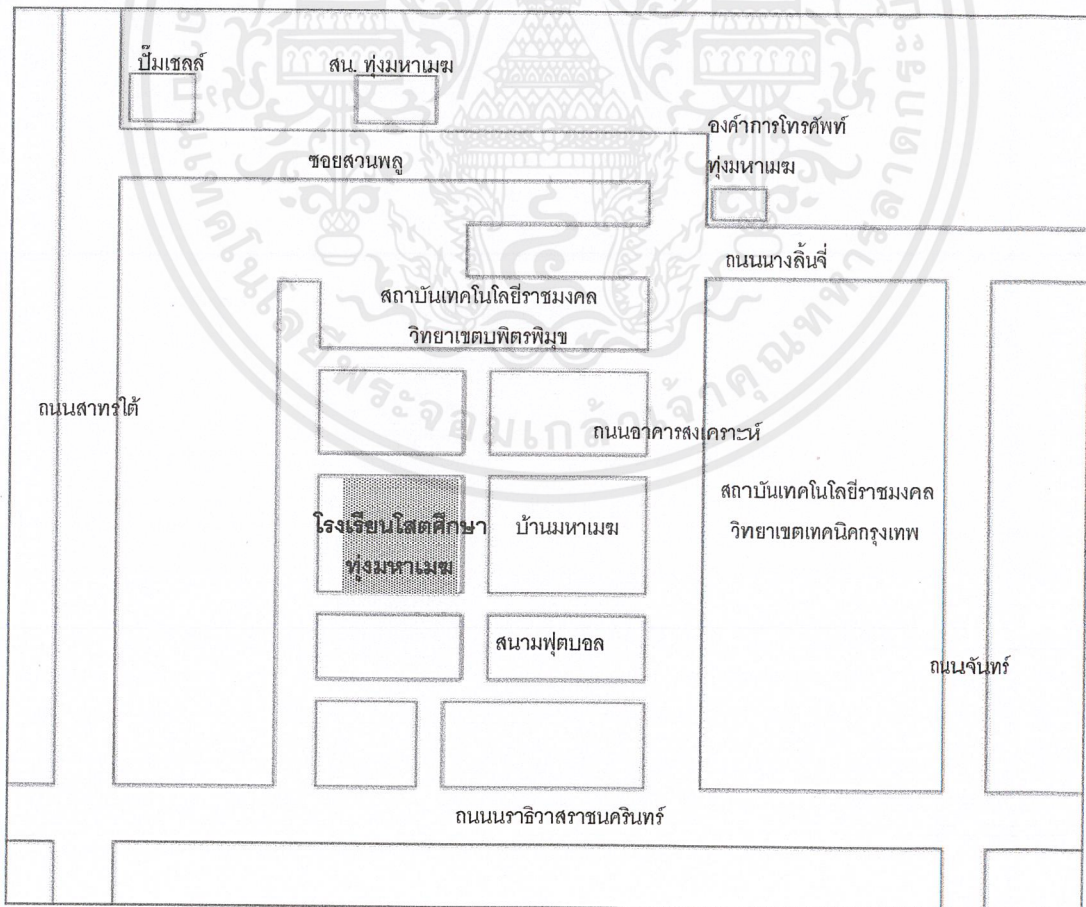 ปั๊มเชลล์
สน. ทุ่งมหาเมฆ
องค์การโทรศัพท์
ทุ่งมหาเมฆ
ซอยสวนพลู
ถนนนางลิ้นจี่
สถาบันเทคโนโลยีราชมงคล
วิทยาเขตบพิตรพิมุข
ถนนสาทรใต้
ถนนอาคารสงเคราะห์
สถาบันเทคโนโลยีราชมงคล
วิทยาเขตเทคนิคกรุงเทพ
โรงเรียนโสตศึกษา
ทุ่งมหาเมฆ
บ้านมหาเมฆ
สนามฟุตบอล
ถนนจันทร์
ถนนนราธิวาสราชนครินทร์